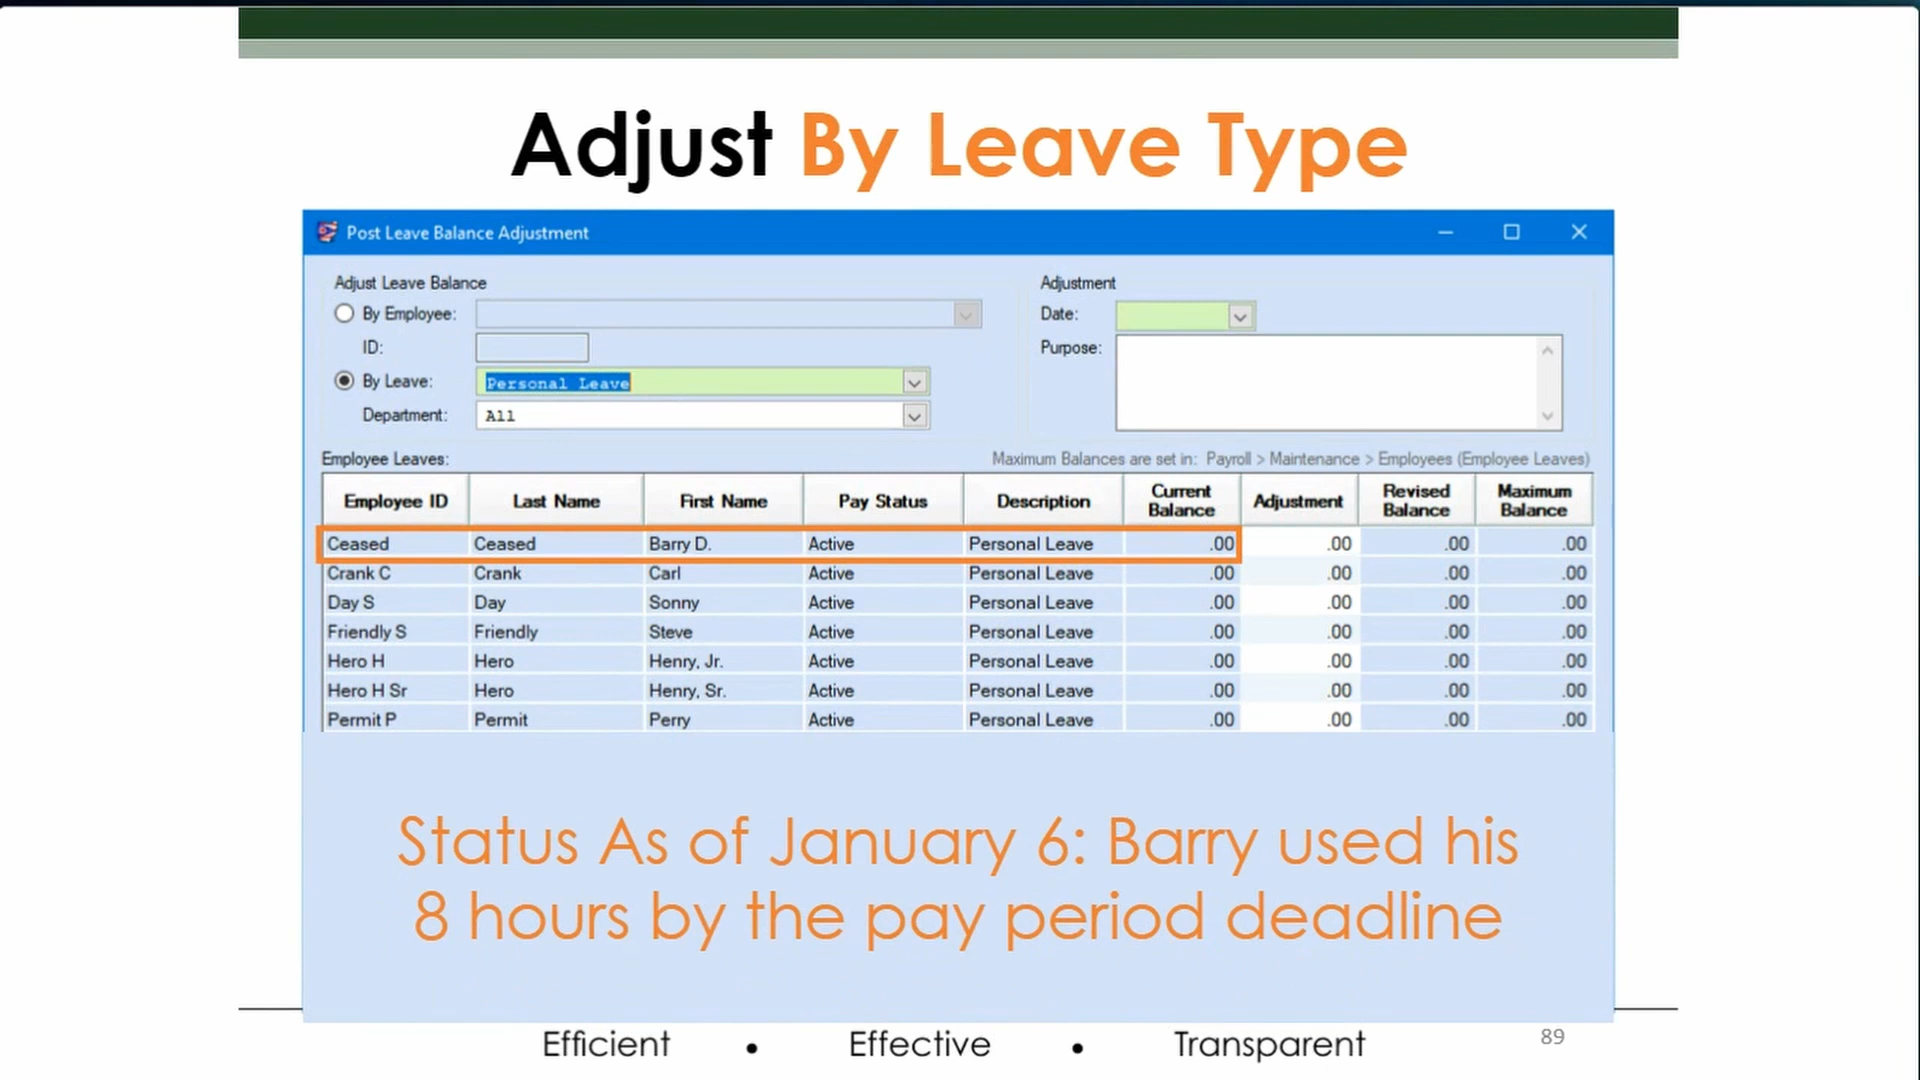 Adjust By Leave Type
Post Leave Balance Adjustment
Adjust Leave Balance
By Employee:
ID:
By Leave: Personal Leave
Department: All
Adjustment
Date:
Purpose:
Employee Leaves:
Maximum Balances are set in: Payroll > Maintenance > Employees (Employee Leaves)
Employee ID Last Name First Name Pay Status Description Current Balance Adjustment Revised Balance Maximum Balance
Ceased Ceased Barry D. Active Personal Leave .00 .00 .00 .00
Crank C Crank Carl Active Personal Leave .00 .00 .00 .00
Day S Day Sonny Active Personal Leave .00 .00 .00 .00
Friendly S Friendly Steve Active Personal Leave .00 .00 .00 .00
Hero H Hero Henry, Jr. Active Personal Leave .00 .00 .00 .00
Hero H Sr Hero Henry, Sr. Active Personal Leave .00 .00 .00 .00
Permit P Permit Perry Active Personal Leave .00 .00 .00 .00
Status As of January 6: Barry used his
8 hours by the pay period deadline
Efficient • Effective • Transparent
89